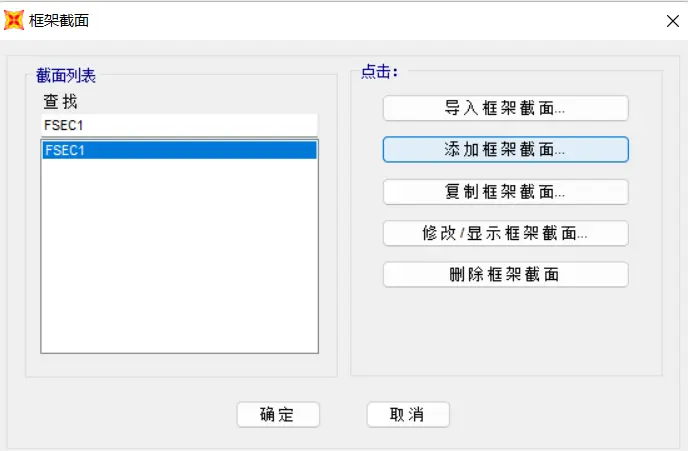 框架截面
截面列表
查找
FSEC1
FSEC1
点击:
导入框架截面...
添加框架截面...
复制框架截面...
修改/显示框架截面...
删除框架截面
确定
取消